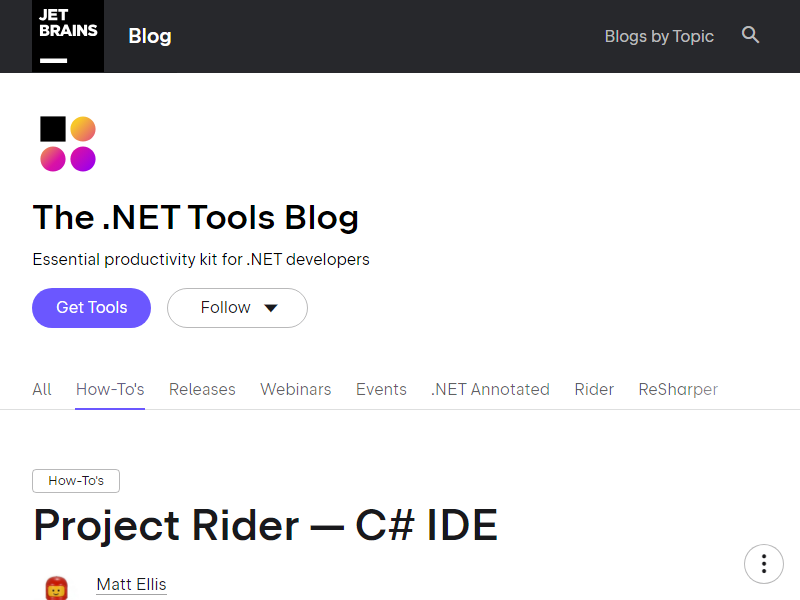 JET
BRAINS
Blog
Blogs by Topic
The .NET Tools Blog
Essential productivity kit for .NET developers
Get Tools
Follow
All How-To's Releases Webinars Events .NET Annotated Rider ReSharper
How-To's
Project Rider — C# IDE
Matt Ellis